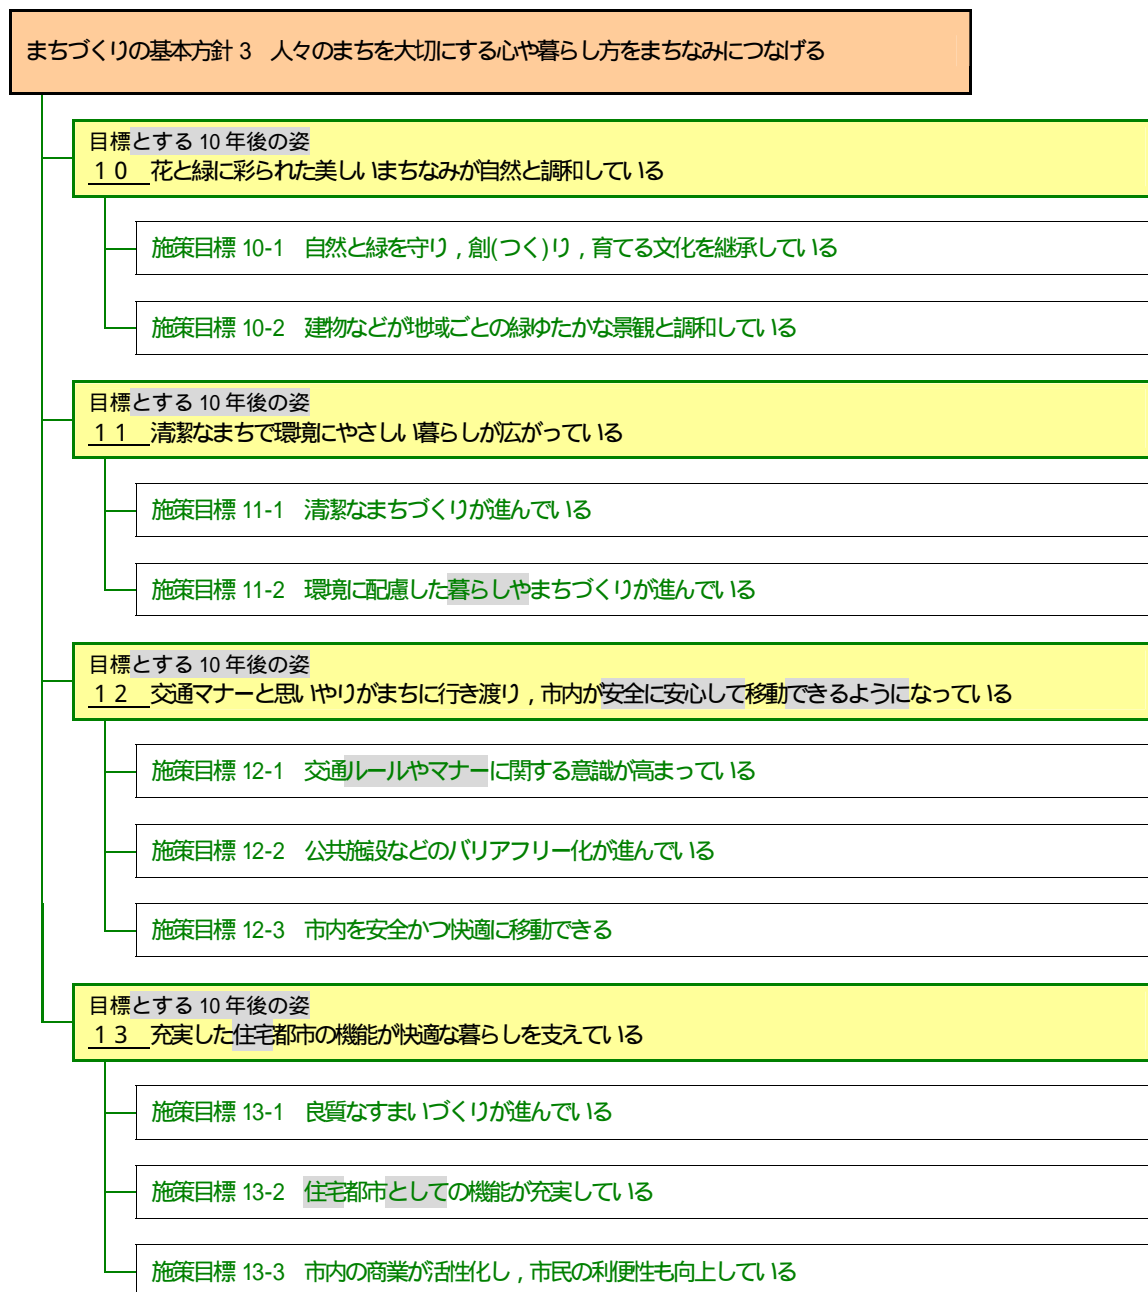 まちづくりの基本方針3　人々のまちを大切にする心や暮らし方をまちなみにつなげる
目標とする10年後の姿
１０　花と緑に彩られた美しいまちなみが自然と調和している
施策目標 10-1　自然と緑を守り，創(つく)り，育てる文化を継承している
施策目標 10-2　建物などが地域ごとの緑ゆたかな景観と調和している
目標とする10年後の姿
１１　清潔なまちで環境にやさしい暮らしが広がっている
施策目標 11-1　清潔なまちづくりが進んでいる
施策目標 11-2　環境に配慮した暮らしやまちづくりが進んでいる
目標とする10年後の姿
１２　交通マナーと思いやりがまちに行き渡り，市内が安全に安心して移動できるようになっている
施策目標 12-1　交通ルールやマナーに関する意識が高まっている
施策目標 12-2　公共施設などのバリアフリー化が進んでいる
施策目標 12-3　市内を安全かつ快適に移動できる
目標とする10年後の姿
１３　充実した住宅都市の機能が快適な暮らしを支えている
施策目標 13-1　良質なすまいづくりが進んでいる
施策目標 13-2　住宅都市としての機能が充実している
施策目標 13-3　市内の商業が活性化し，市民の利便性も向上している